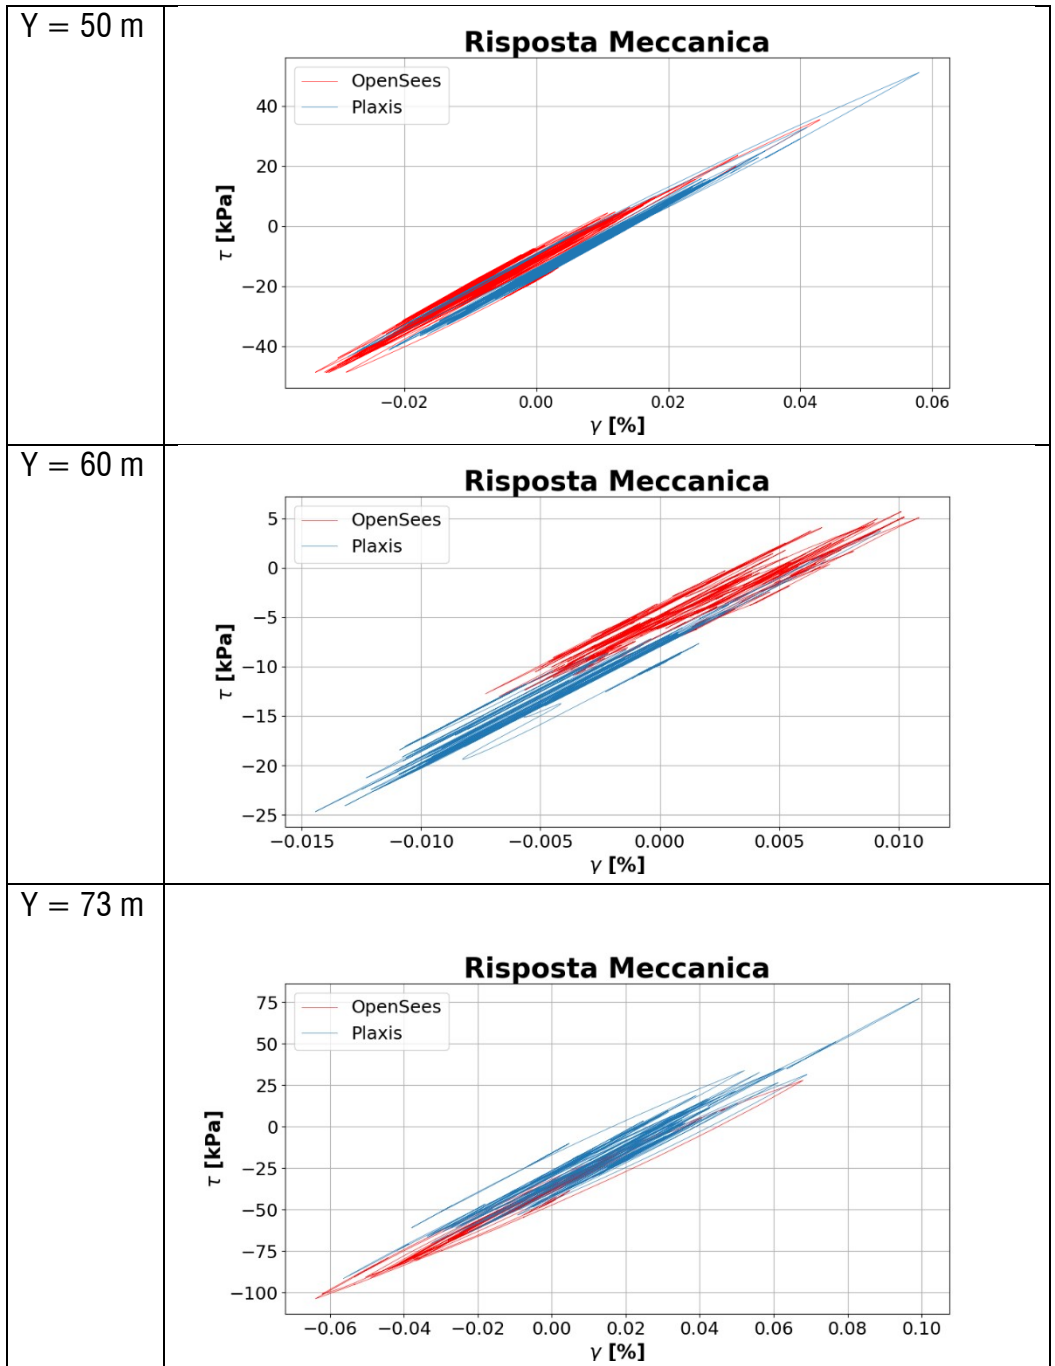 Y = 50 m
Risposta Meccanica
OpenSees
Plaxis
τ [kPa]
40
20
0
−20
−40
−0.02 0.00 0.02 0.04 0.06
γ [%]
Y = 60 m
Risposta Meccanica
OpenSees
Plaxis
τ [kPa]
5
0
−5
−10
−15
−20
−25
−0.015 −0.010 −0.005 0.000 0.005 0.010
γ [%]
Y = 73 m
Risposta Meccanica
OpenSees
Plaxis
τ [kPa]
75
50
25
0
−25
−50
−75
−100
−0.06 −0.04 −0.02 0.00 0.02 0.04 0.06 0.08 0.10
γ [%]